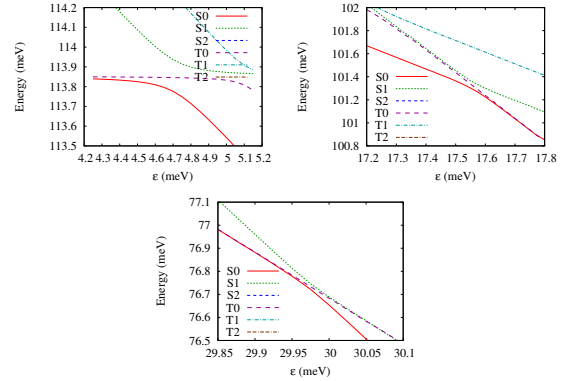 114.2
114.1
114
113.9
113.8
113.7
113.6
113.5
Energy (meV)
S0
S1
S2
T0
T1
T2
4.2 4.3 4.4 4.5 4.6 4.7 4.8 4.9 5 5.1 5.2
ε (meV)
102
101.8
101.6
101.4
101.2
101
100.8
Energy (meV)
S0
S1
S2
T0
T1
T2
17.2 17.3 17.4 17.5 17.6 17.7 17.8
ε (meV)
77.1
77
76.9
76.8
76.7
76.6
76.5
Energy (meV)
S0
S1
S2
T0
T1
T2
29.85 29.9 29.95 30 30.05 30.1
ε (meV)